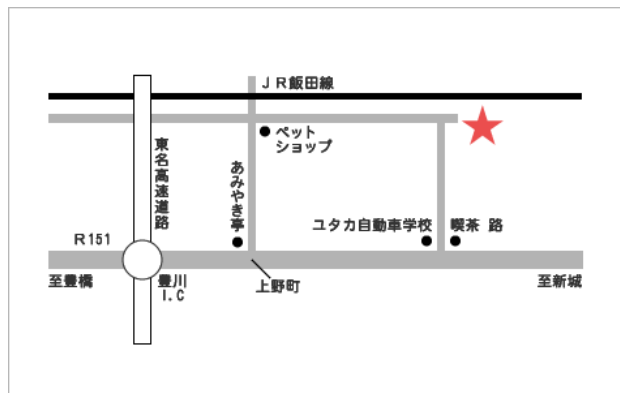 JR飯田線
ペット
ショップ
東名高速道路
あみやき亭
ユタカ自動車学校
喫茶 路
R151
至豊橋
豊川
I.C
上野町
至新城